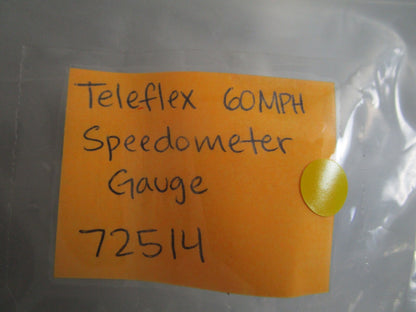 Teleflex 60MPH
Speedometer
Gauge
72514